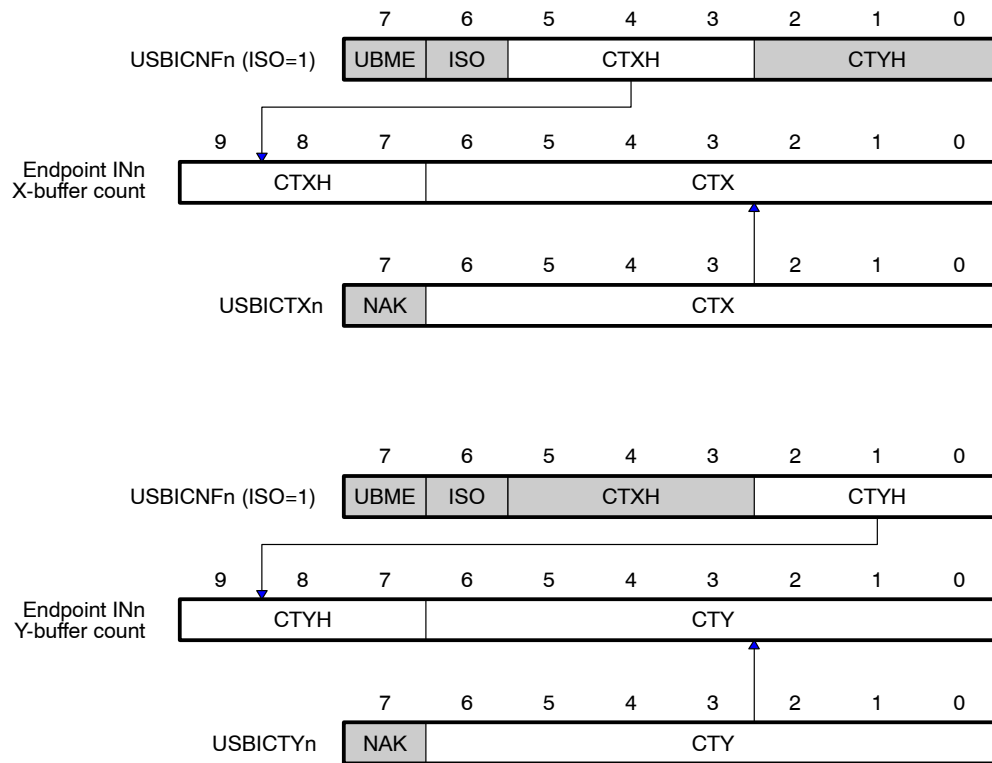 7 6 5 4 3 2 1 0
USBICNFn (ISO=1) UBME ISO CTXH CTYH
9 8 7 6 5 4 3 2 1 0
Endpoint INn
X-buffer count
CTXH CTX
7 6 5 4 3 2 1 0
USBICTXn NAK CTX
7 6 5 4 3 2 1 0
USBICNFn (ISO=1) UBME ISO CTXH CTYH
9 8 7 6 5 4 3 2 1 0
Endpoint INn
Y-buffer count
CTYH CTY
7 6 5 4 3 2 1 0
USBICTYn NAK CTY